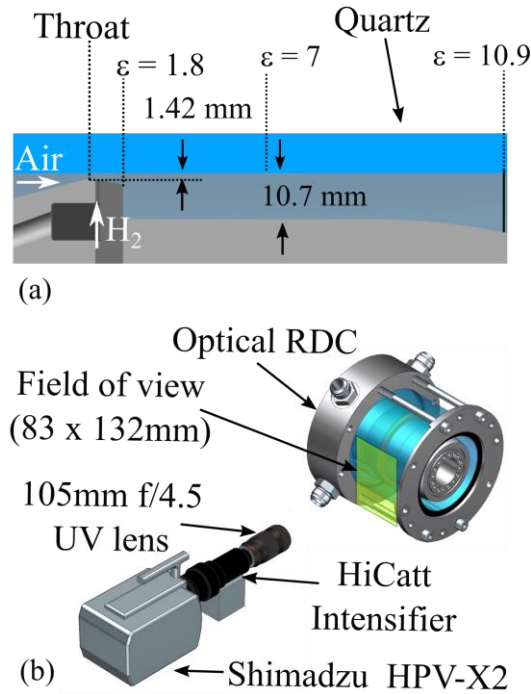 Throat
Quartz
ε = 1.8
ε = 7
ε = 10.9
1.42 mm
Air
10.7 mm
H2
(a)
Optical RDC
Field of view
(83 x 132mm)
105mm f/4.5
UV lens
HiCatt
Intensifier
(b)
Shimadzu HPV-X2